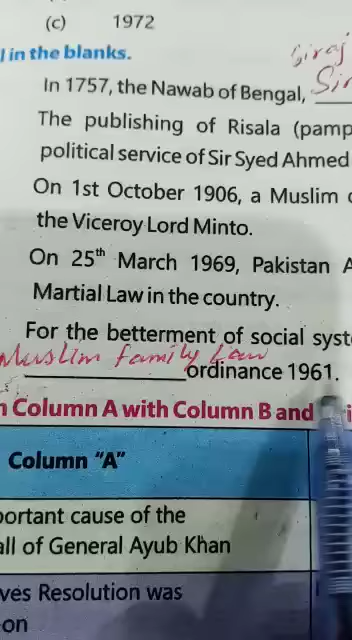 (c) 1972
l in the blanks.
Siraj
In 1757, the Nawab of Bengal,
The publishing of Risala (pamp
political service of Sir Syed Ahmed
On 1st October 1906, a Muslim
the Viceroy Lord Minto.
On 25th March 1969, Pakistan A
Martial Law in the country.
For the betterment of social syst
Muslim family Law
ordinance 1961.
n Column A with Column B and
Column "A"
portant cause of the
all of General Ayub Khan
ves Resolution was
on